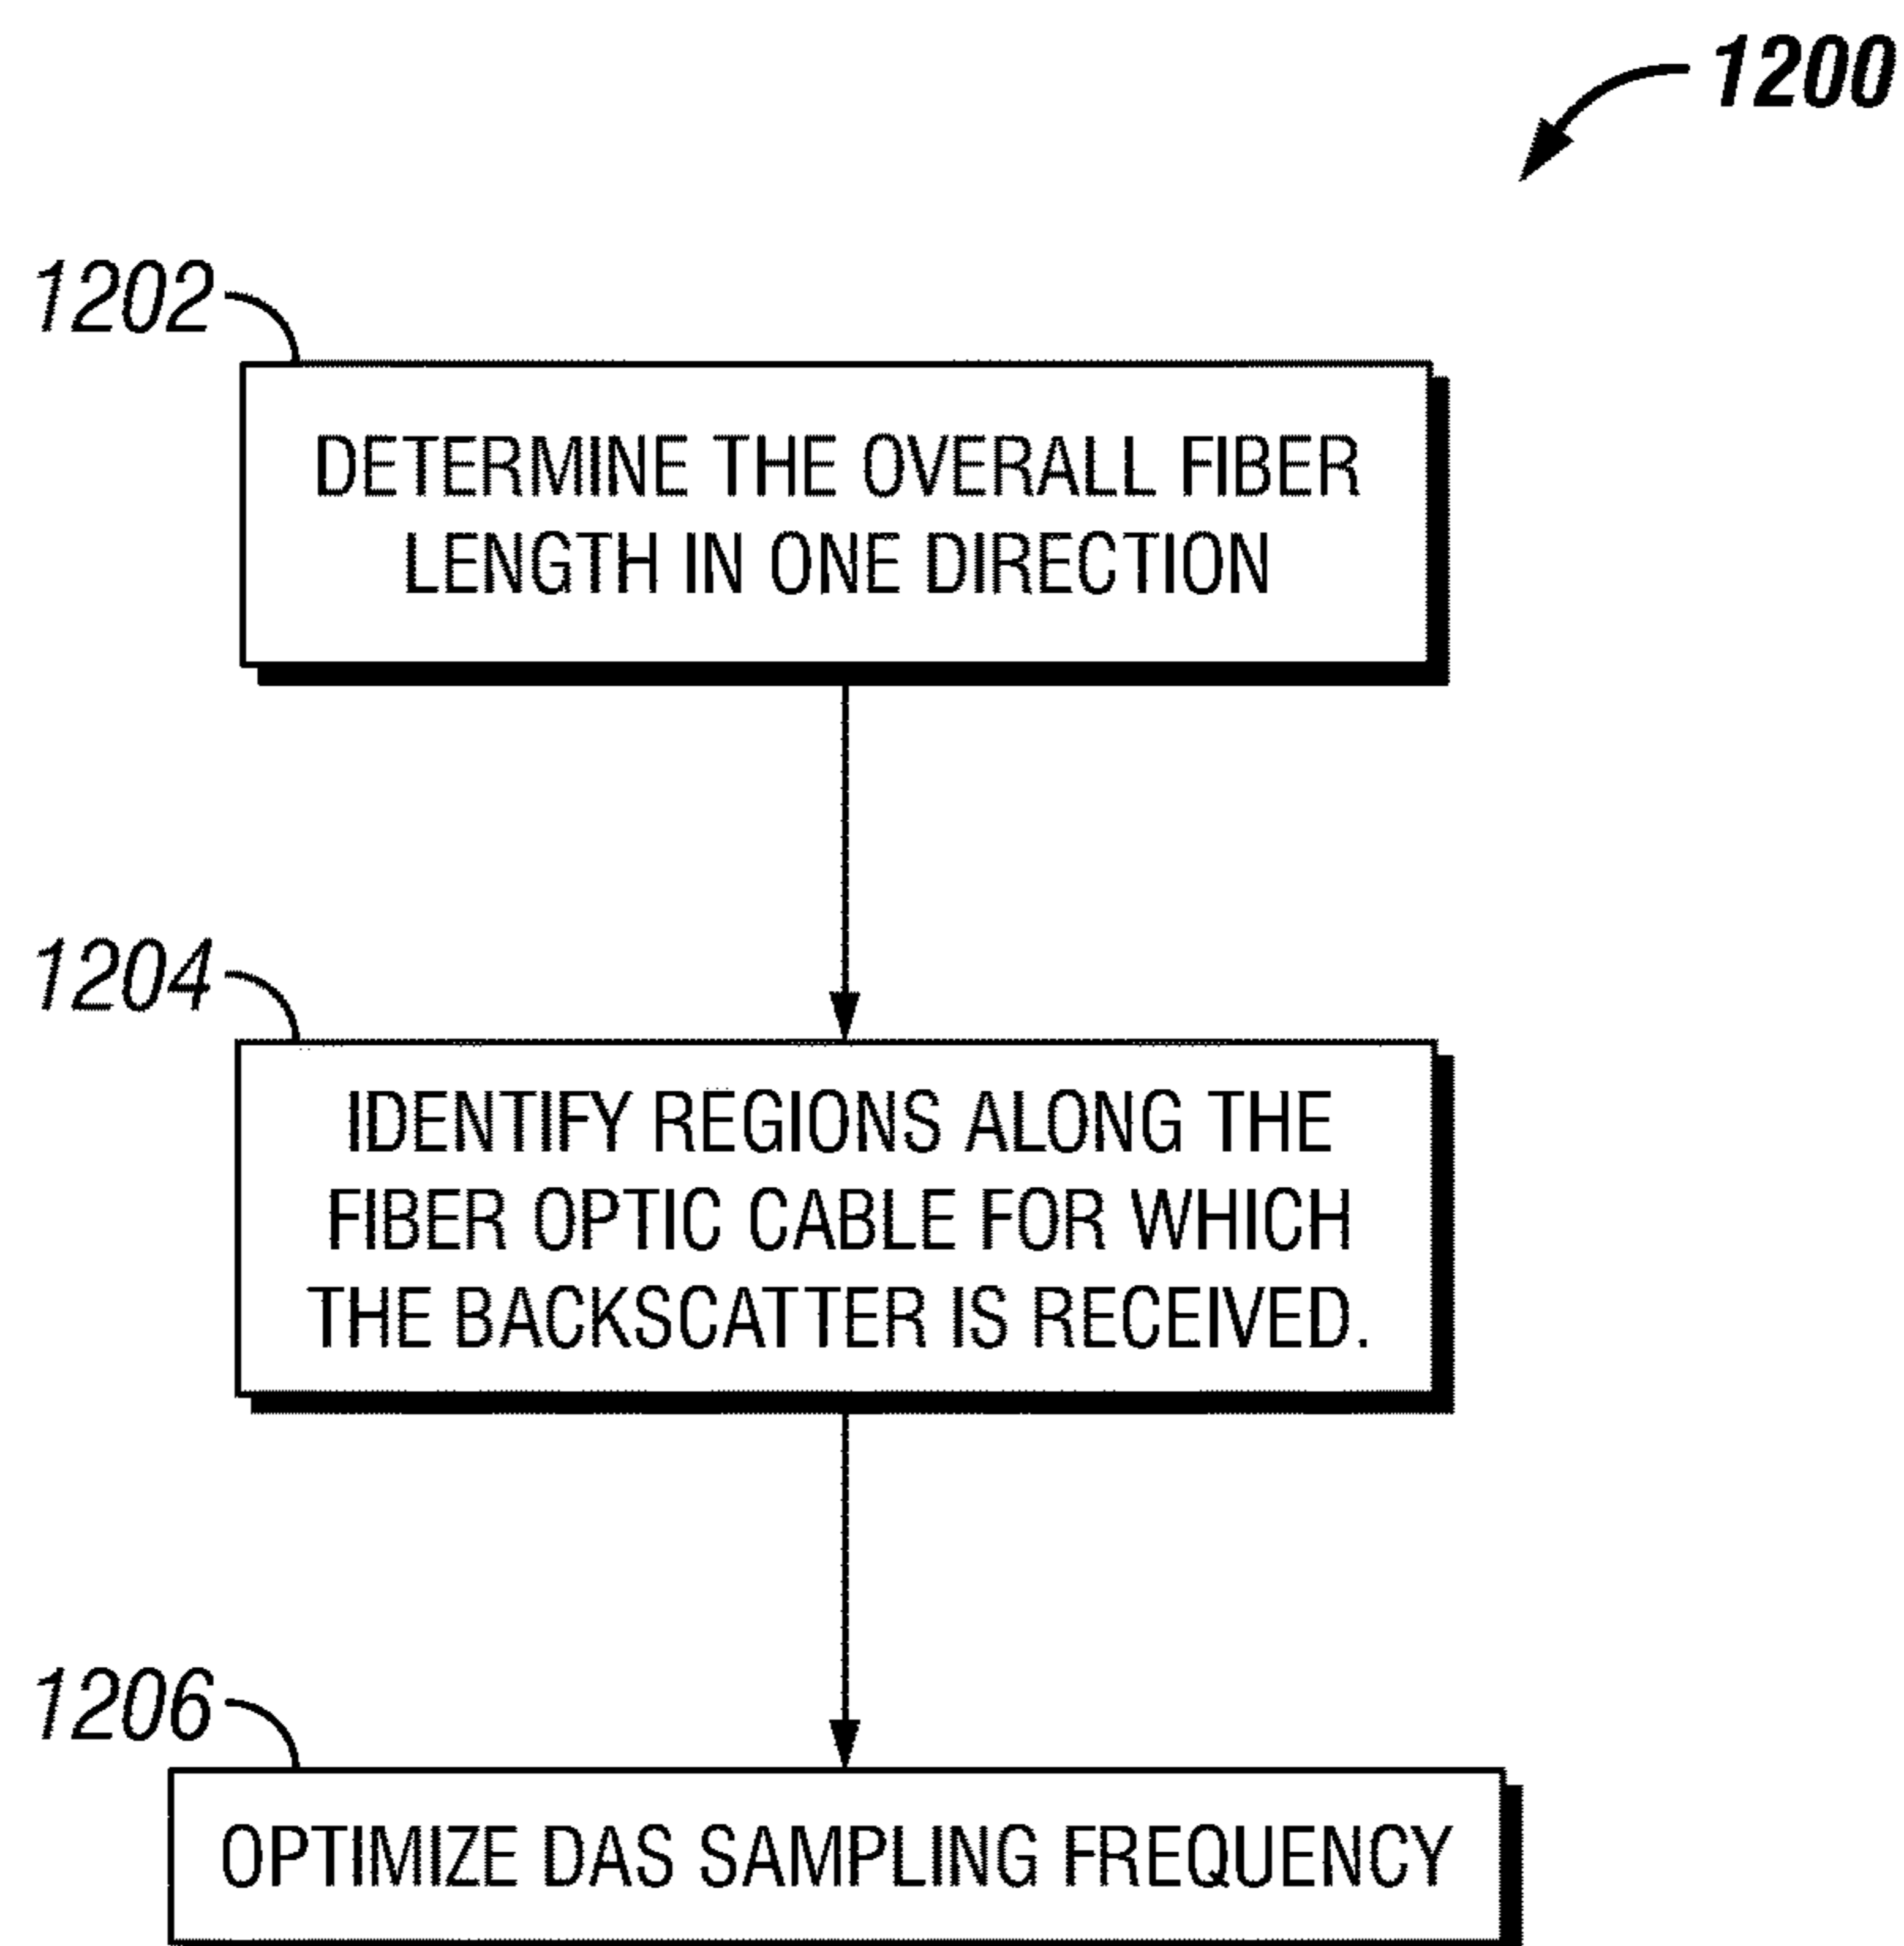 1200
1202
DETERMINE THE OVERALL FIBER
LENGTH IN ONE DIRECTION
1204
IDENTIFY REGIONS ALONG THE
FIBER OPTIC CABLE FOR WHICH
THE BACKSCATTER IS RECEIVED.
1206
OPTIMIZE DAS SAMPLING FREQUENCY